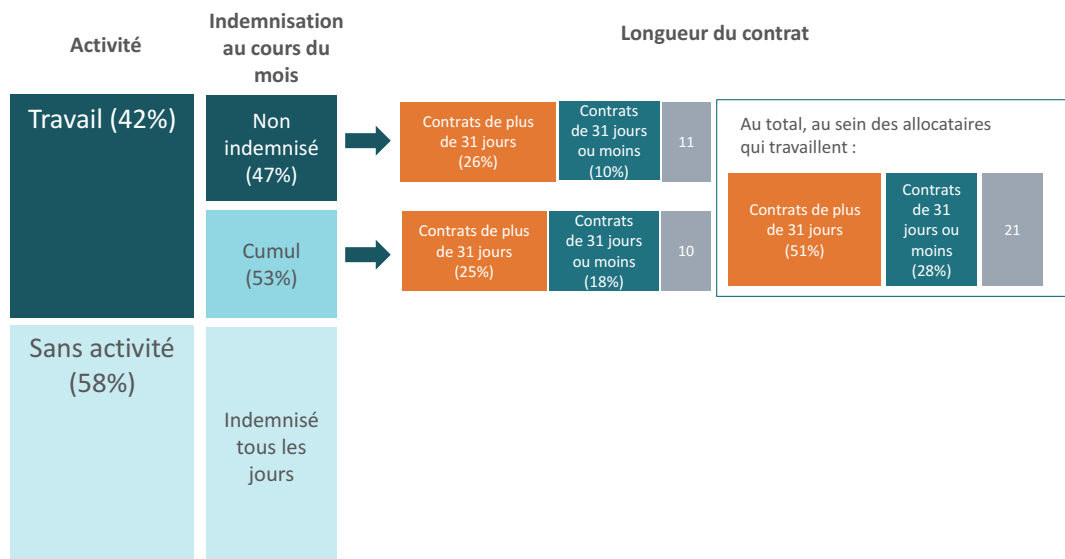 Activité
Indemnisation
au cours du
mois
Longueur du contrat
Travail (42%)
Non
indemnisé
(47%)
Contrats de plus
de 31 jours
(26%)
Contrats
de 31 jours
ou moins
(10%)
11
Cumul
(53%)
Contrats de plus
de 31 jours
(25%)
Contrats
de 31 jours
ou moins
(18%)
10
Au total, au sein des allocataires
qui travaillent :
Contrats de plus
de 31 jours
(51%)
Contrats
de 31
jours ou
moins
(28%)
21
Sans activité
(58%)
Indemnisé
tous les
jours